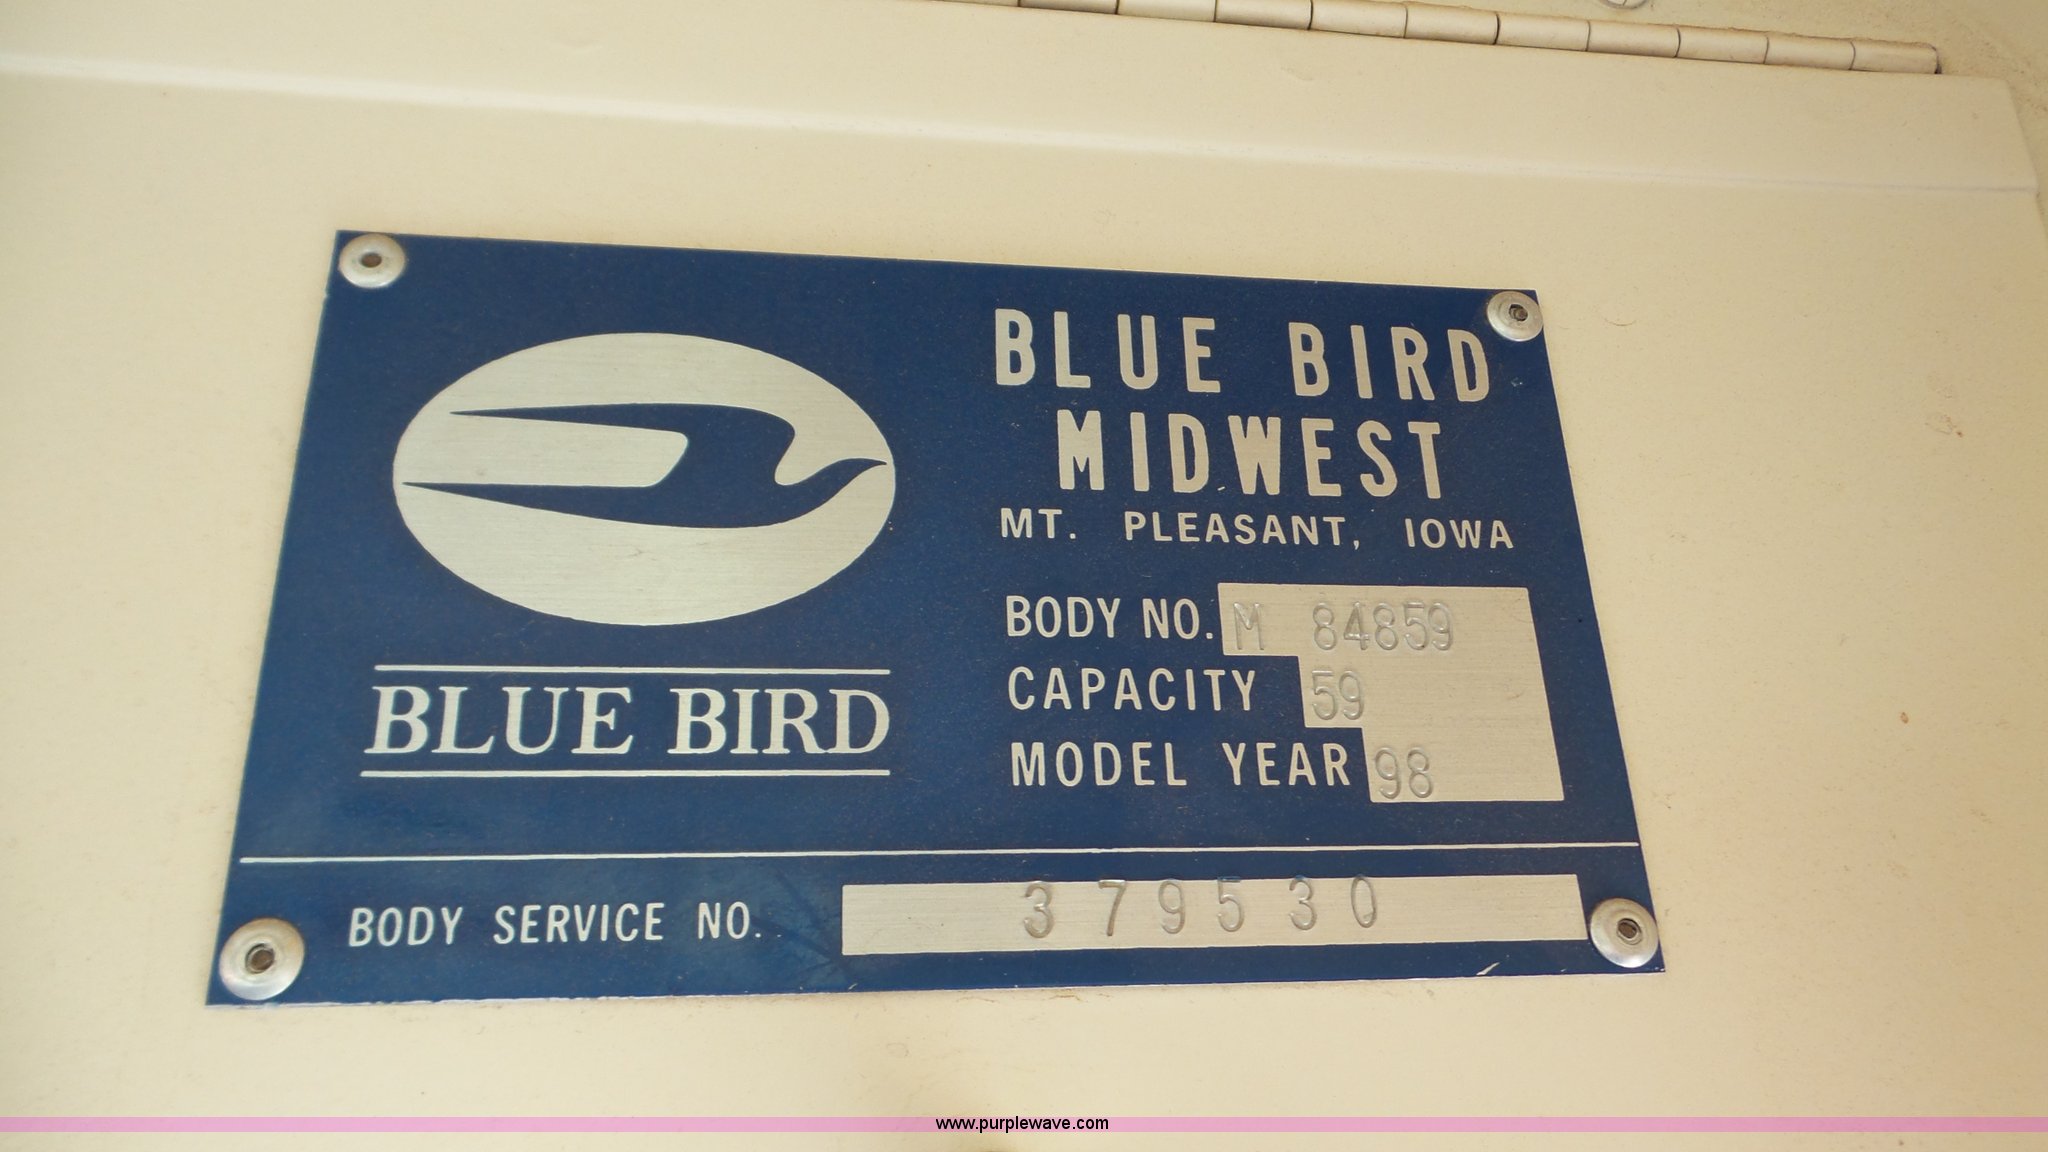 BLUE BIRD
BLUE BIRD
MIDWEST
MT. PLEASANT, IOWA
BODY NO. M 84859
CAPACITY 59
MODEL YEAR 98
BODY SERVICE NO. 379530
www.purplewave.com